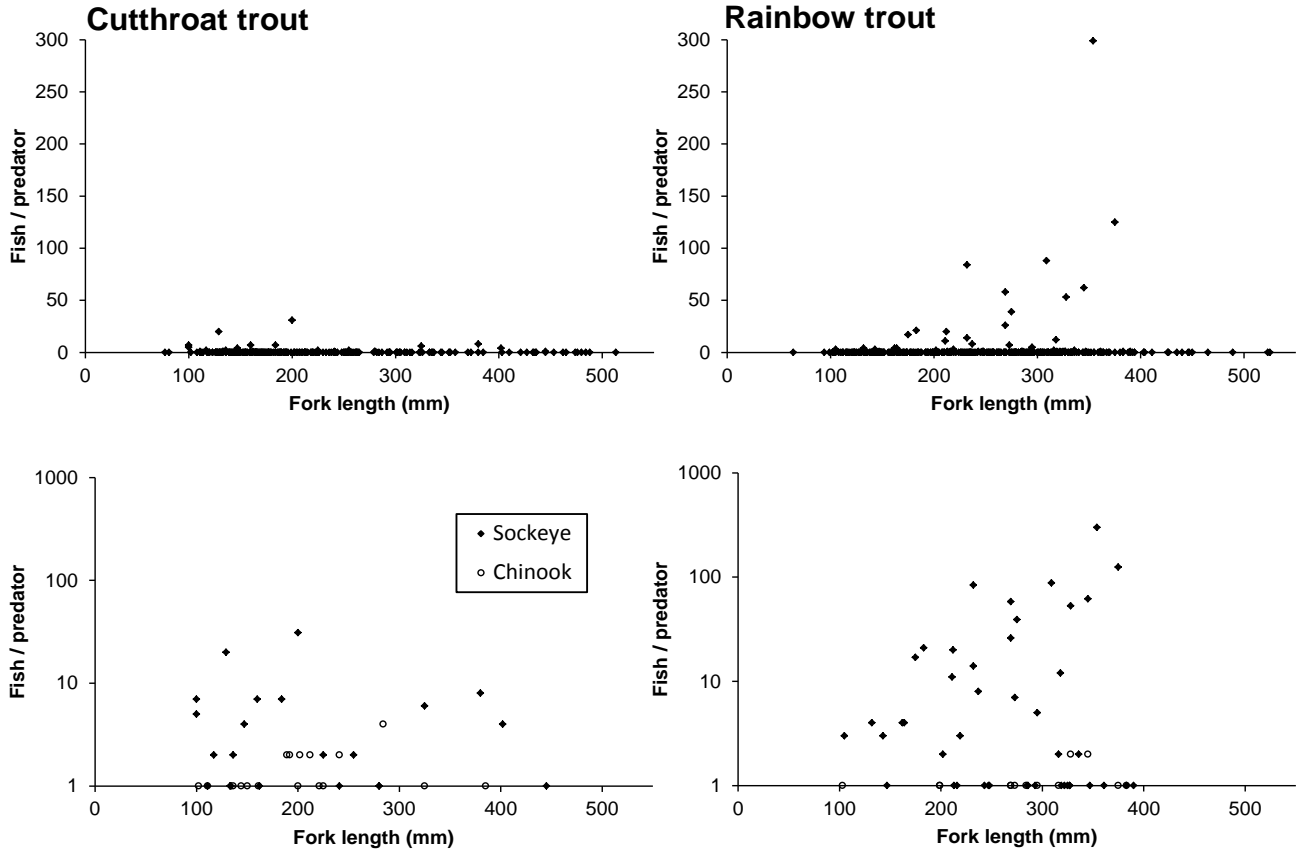 Cutthroat trout
Rainbow trout
300
250
200
150
100
50
0
Fish / predator
0 100 200 300 400 500
Fork length (mm)
300
250
200
150
100
50
0
Fish / predator
0 100 200 300 400 500
Fork length (mm)
1000
100
10
1
Fish / predator
0 100 200 300 400 500
Fork length (mm)
Sockeye
Chinook
1000
100
10
1
Fish / predator
0 100 200 300 400 500
Fork length (mm)